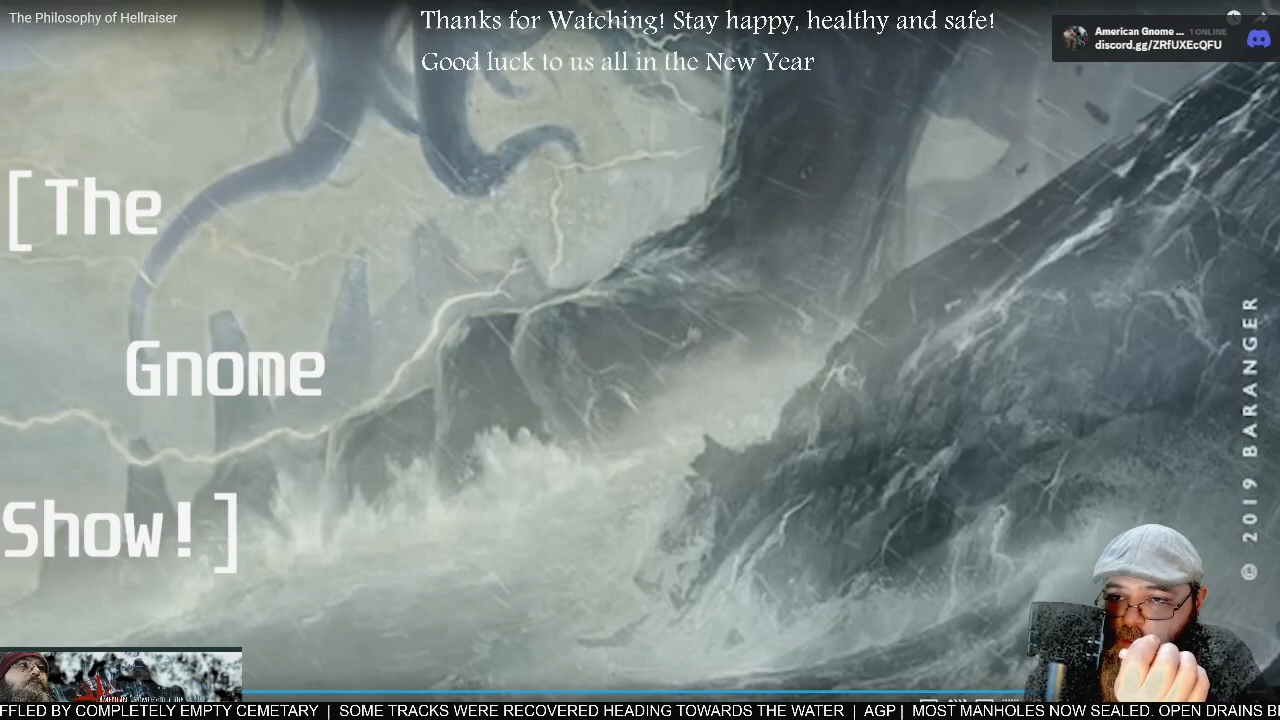 The Philosophy of Hellraiser
Thanks for Watching! Stay happy, healthy and safe!
Good luck to us all in the New Year
American Gnome ... 1 ONLINE
discord.gg/ZRfUXEcQFU
[The
Gnome
Show!]
© 2019 BARANGER
FFLED BY COMPLETELY EMPTY CEMETARY | SOME TRACKS WERE RECOVERED HEADING TOWARDS THE WATER | AGP | MOST MANHOLES NOW SEALED. OPEN DRAINS B